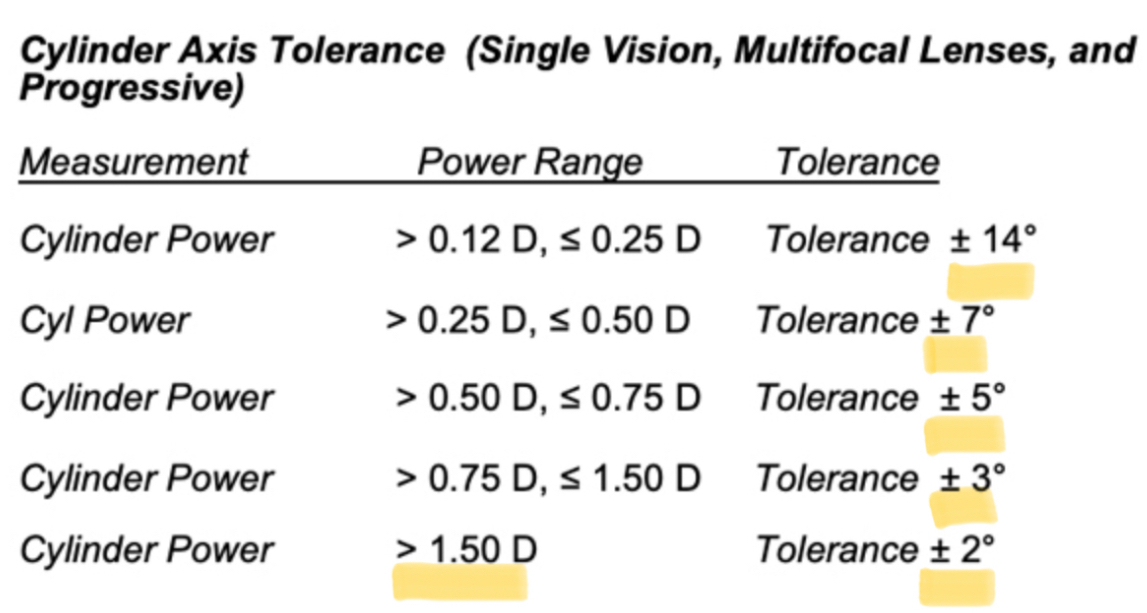 Cylinder Axis Tolerance (Single Vision, Multifocal Lenses, and
Progressive)
Measurement Power Range Tolerance
Cylinder Power > 0.12 D, ≤ 0.25 D Tolerance ± 14°
Cyl Power > 0.25 D, ≤ 0.50 D Tolerance ± 7°
Cylinder Power > 0.50 D, ≤ 0.75 D Tolerance ± 5°
Cylinder Power > 0.75 D, ≤ 1.50 D Tolerance ± 3°
Cylinder Power > 1.50 D Tolerance ± 2°